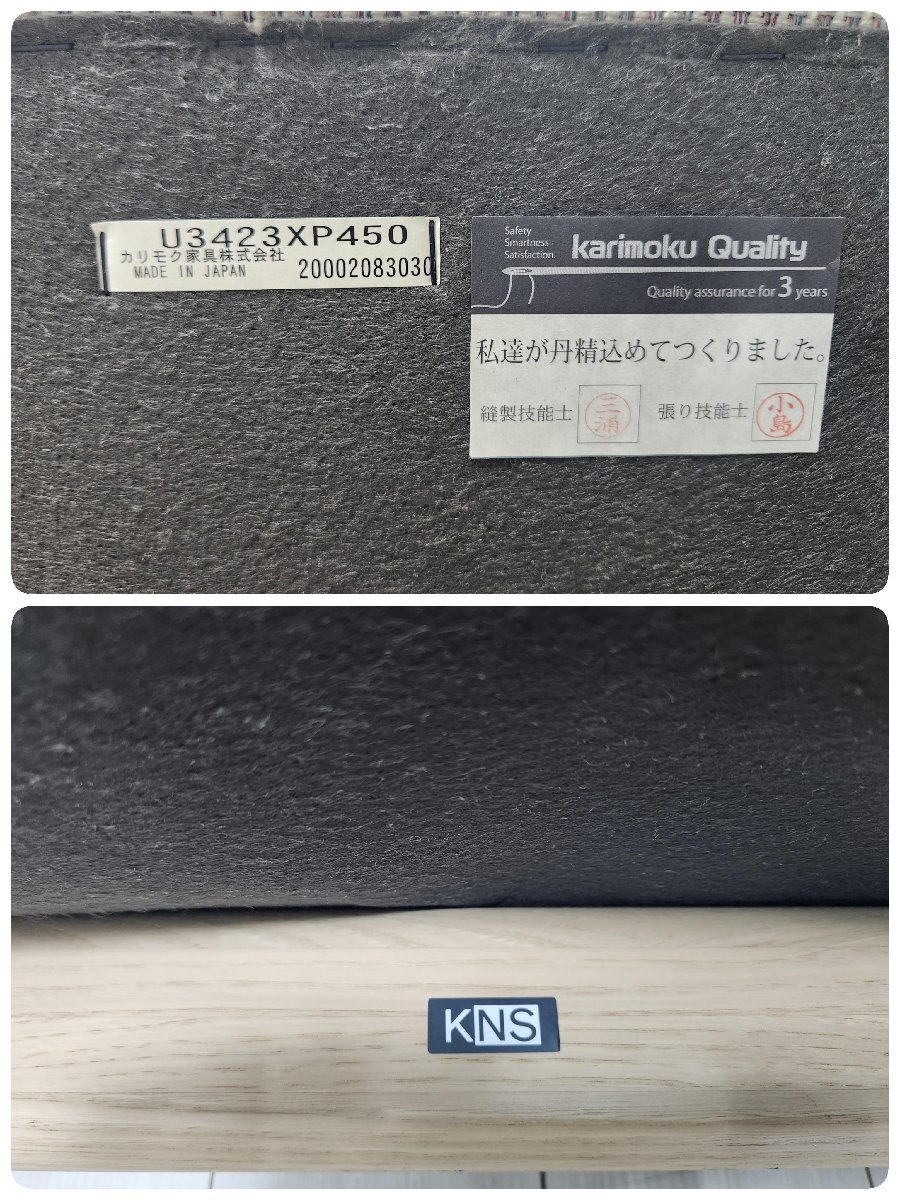 U3423XP450
カリモク家具株式会社
MADE IN JAPAN 20002083030
Safety
Smartness
Satisfaction
karimoku Quality
Quality assurance for 3 years
私達が丹精込めてつくりました。
縫製技能士 三浦 張り技能士 小島
KNS